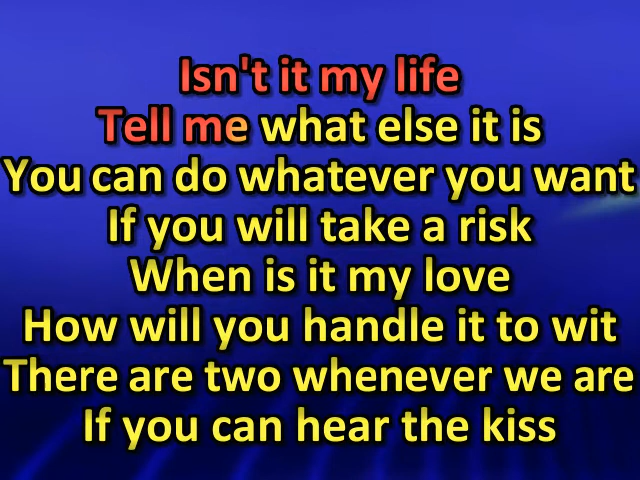 Isn't it my life
Tell me what else it is
You can do whatever you want
If you will take a risk
When is it my love
How will you handle it to wit
There are two whenever we are
If you can hear the kiss